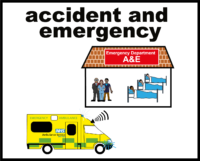 accident and
emergency
Emergency Department
A&E